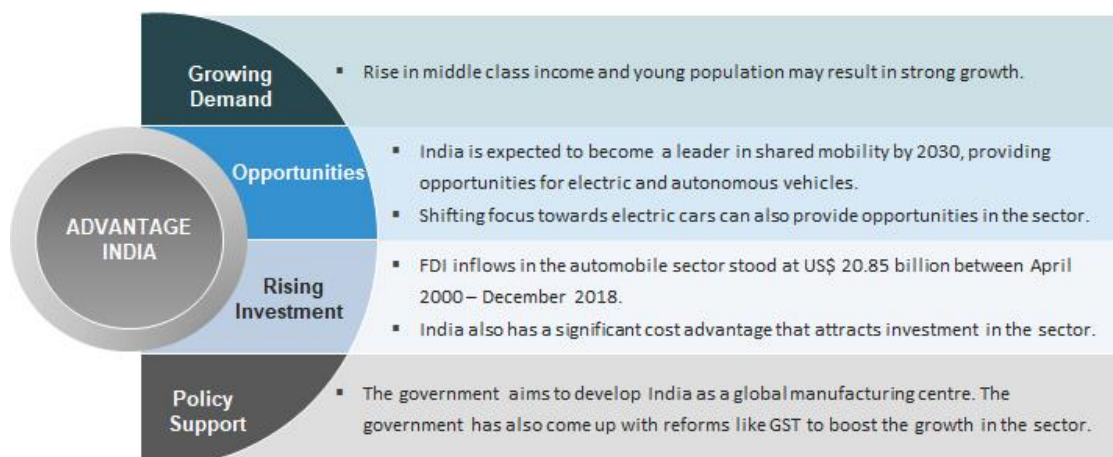 ADVANTAGE
INDIA
Growing
Demand
▪ Rise in middle class income and young population may result in strong growth.
Opportunities
▪ India is expected to become a leader in shared mobility by 2030, providing
opportunities for electric and autonomous vehicles.
▪ Shifting focus towards electric cars can also provide opportunities in the sector.
Rising
Investment
▪ FDI inflows in the automobile sector stood at US$ 20.85 billion between April
2000 – December 2018.
▪ India also has a significant cost advantage that attracts investment in the sector.
Policy
Support
▪ The government aims to develop India as a global manufacturing centre. The
government has also come up with reforms like GST to boost the growth in the sector.